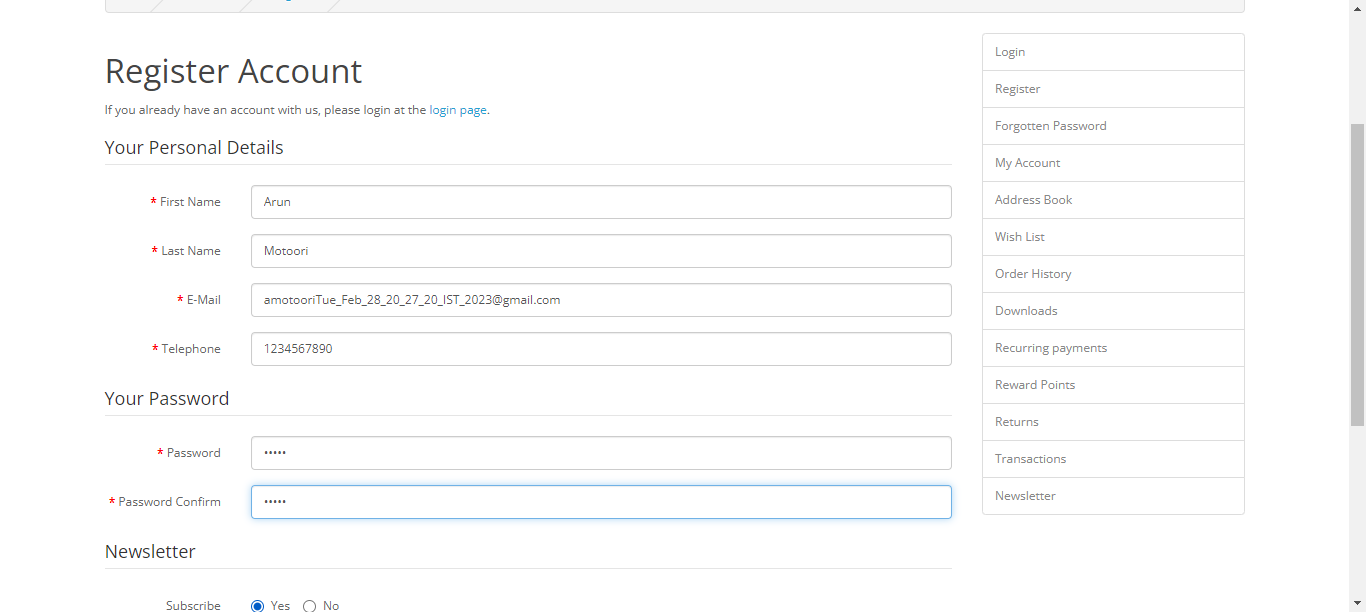 Register Account
If you already have an account with us, please login at the login page.
Your Personal Details
* First Name Arun
* Last Name Motoori
* E-Mail amotooriTue_Feb_28_20_27_20_IST_2023@gmail.com
* Telephone 1234567890
Your Password
* Password •••••
* Password Confirm •••••
Newsletter
Subscribe Yes No
Login
Register
Forgotten Password
My Account
Address Book
Wish List
Order History
Downloads
Recurring payments
Reward Points
Returns
Transactions
Newsletter